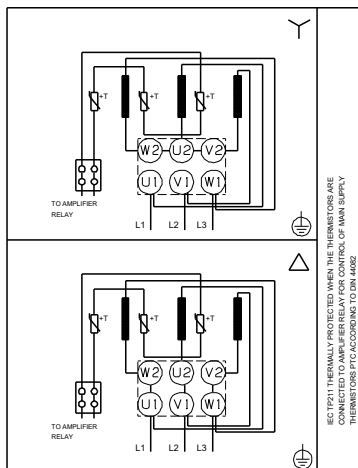 +T
+T
+T
W2 U2 V2
U1 V1 W1
TO AMPLIFIER
RELAY
L1 L2 L3
+T
+T
+T
W2 U2 V2
U1 V1 W1
TO AMPLIFIER
RELAY
L1 L2 L3
IEC TP211 THERMALLY PROTECTED WHEN THE THERMISTORS ARE
CONNECTED TO AMPLIFIER RELAY FOR CONTROL OF MAIN SUPPLY
THERMISTORS PTC ACCORDING TO DIN 44082